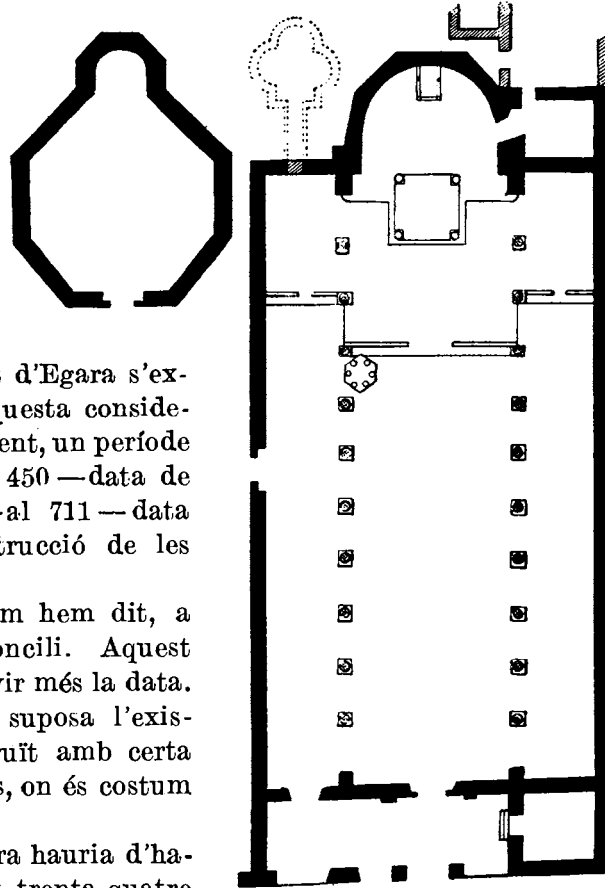 d'Egara s'ex-
questa conside-
ent, un període
450 — data de
al 711 — data
trucció de les
m hem dit, a
oncili. Aquest
vir més la data.
suposa l'exis-
uït amb certa
s, on és costum
ra hauria d'ha-
trenta quatre